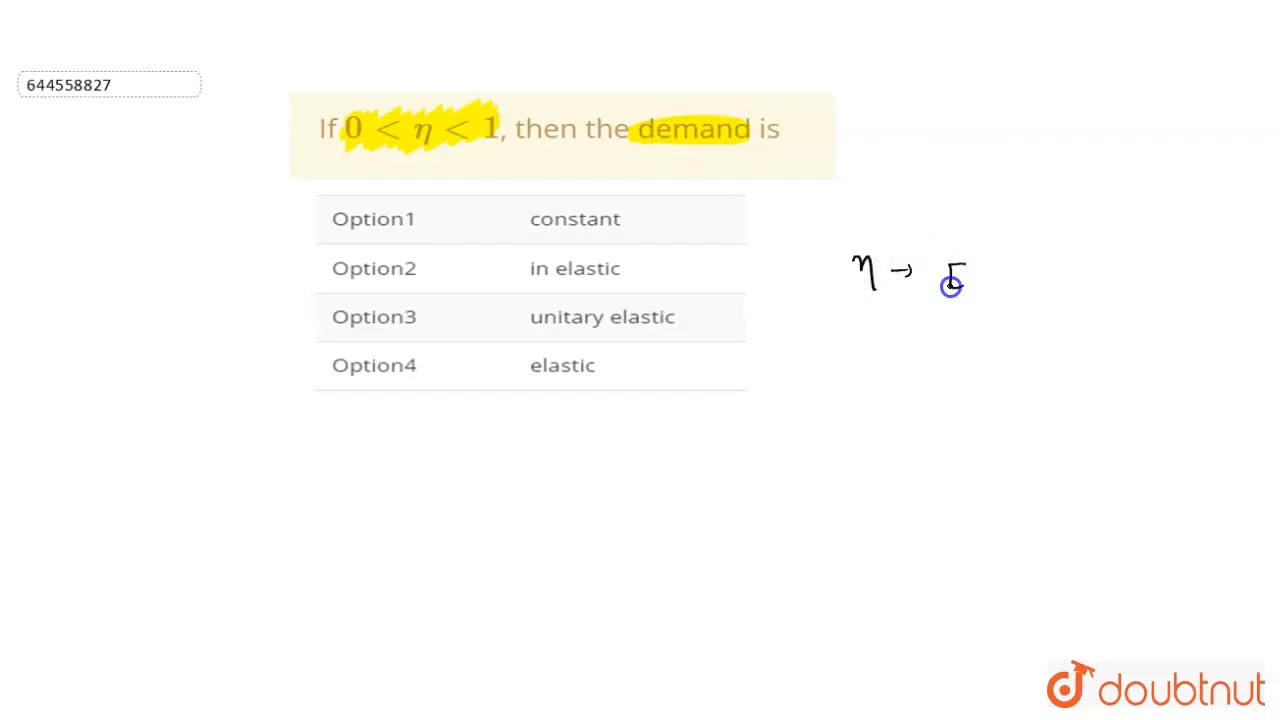 644558827
If 0 < η < 1, then the demand is
Option1 constant
Option2 in elastic
Option3 unitary elastic
Option4 elastic
η → E
doubtnut